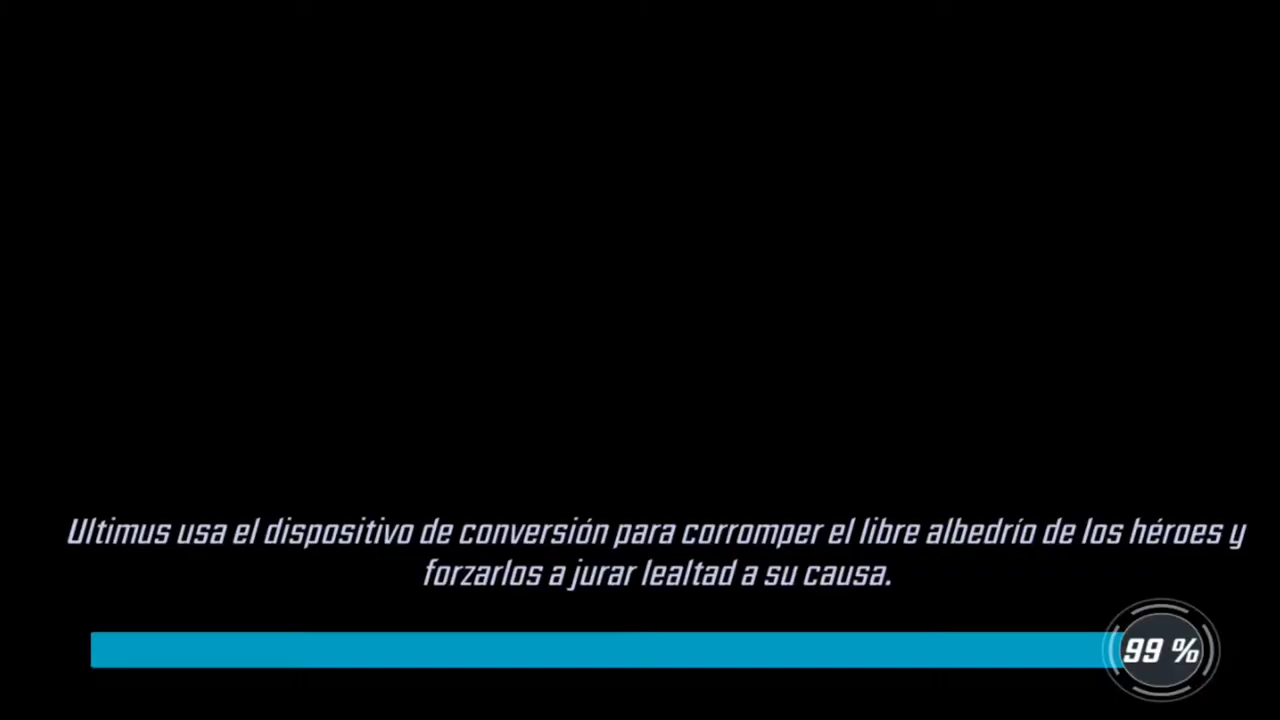 Ultimus usa el dispositivo de conversión para corromper el libre albedrío de los héroes y
forzarlos a jurar lealtad a su causa.
99 %